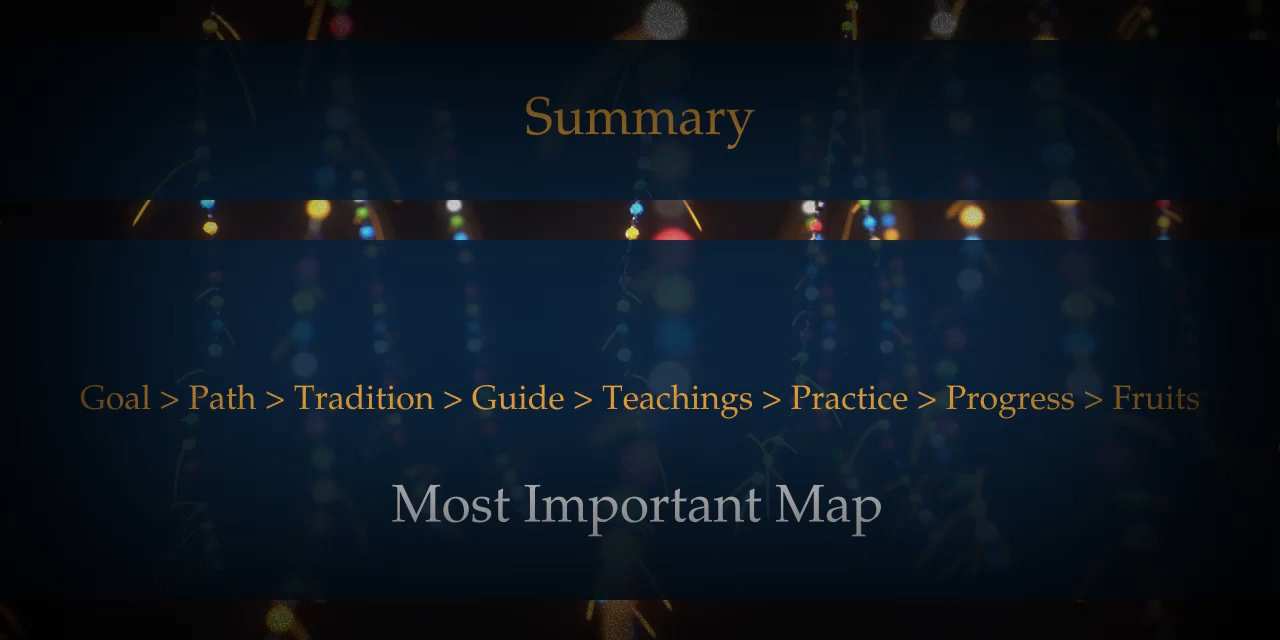 Summary
Goal > Path > Tradition > Guide > Teachings > Practice > Progress > Fruits
Most Important Map